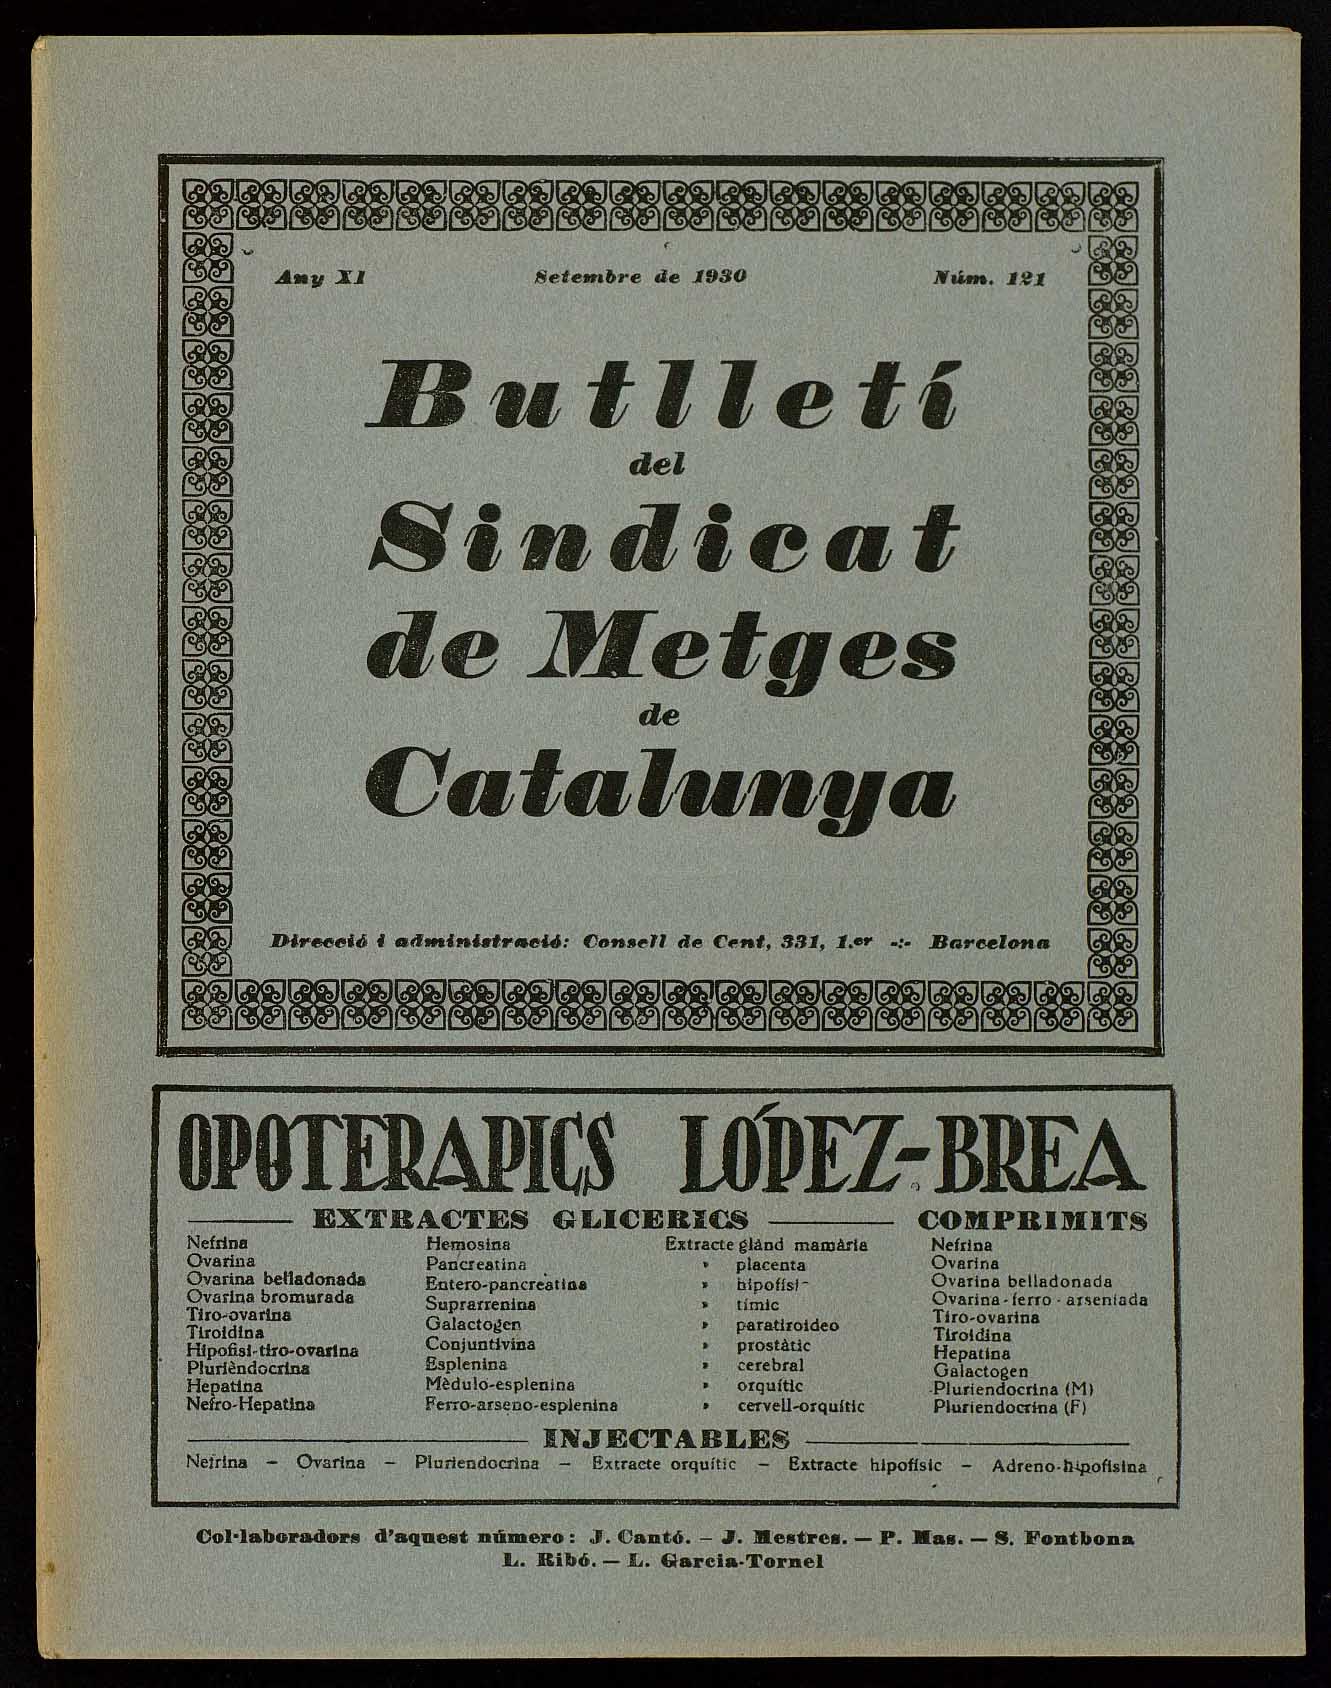 Any XI Setembre de 1930 Núm. 121
Butlletí
del
Sindicat
de Metges
de
Catalunya
Direcció i administració: Consell de Cent, 331, 1.er -:- Barcelona
OPOTERAPICS LÓPEZ-BREA
EXTRACTES GLICERICS
Nefrina
Ovarina
Ovarina belladonada
Ovarina bromurada
Tiro-ovarina
Tiroidina
Hipofisi-tiro-ovarina
Plurièndocrina
Hepatina
Nefro-Hepatina
Hemosina
Pancreatina
Entero-pancreàtina
Suprarrenina
Galactogen
Conjuntivina
Esplenina
Mèdulo-esplenina
Ferro-arseno-esplenina
Extracte glànd mamària
» placenta
» hipofisi
» tímic
» paratiroideo
» prostàtic
» cerebral
» orquític
» cervell-orquític
COMPRIMITS
Nefrina
Ovarina
Ovarina belladonada
Ovarina-ferro-arseniada
Tiro-ovarina
Tiroidina
Hepatina
Galactogen
Pluriendocrina (M)
Pluriendocrina (F)
INJECTABLES
Nefrina — Ovarina — Pluriendocrina — Extracte orquític — Extracte hipofísic — Adreno-hipofisina
Col·laboradors d'aquest número: J. Cantó. — J. Mestres. — P. Mas. — S. Fontbona
L. Ribó. — L. Garcia-Tornel